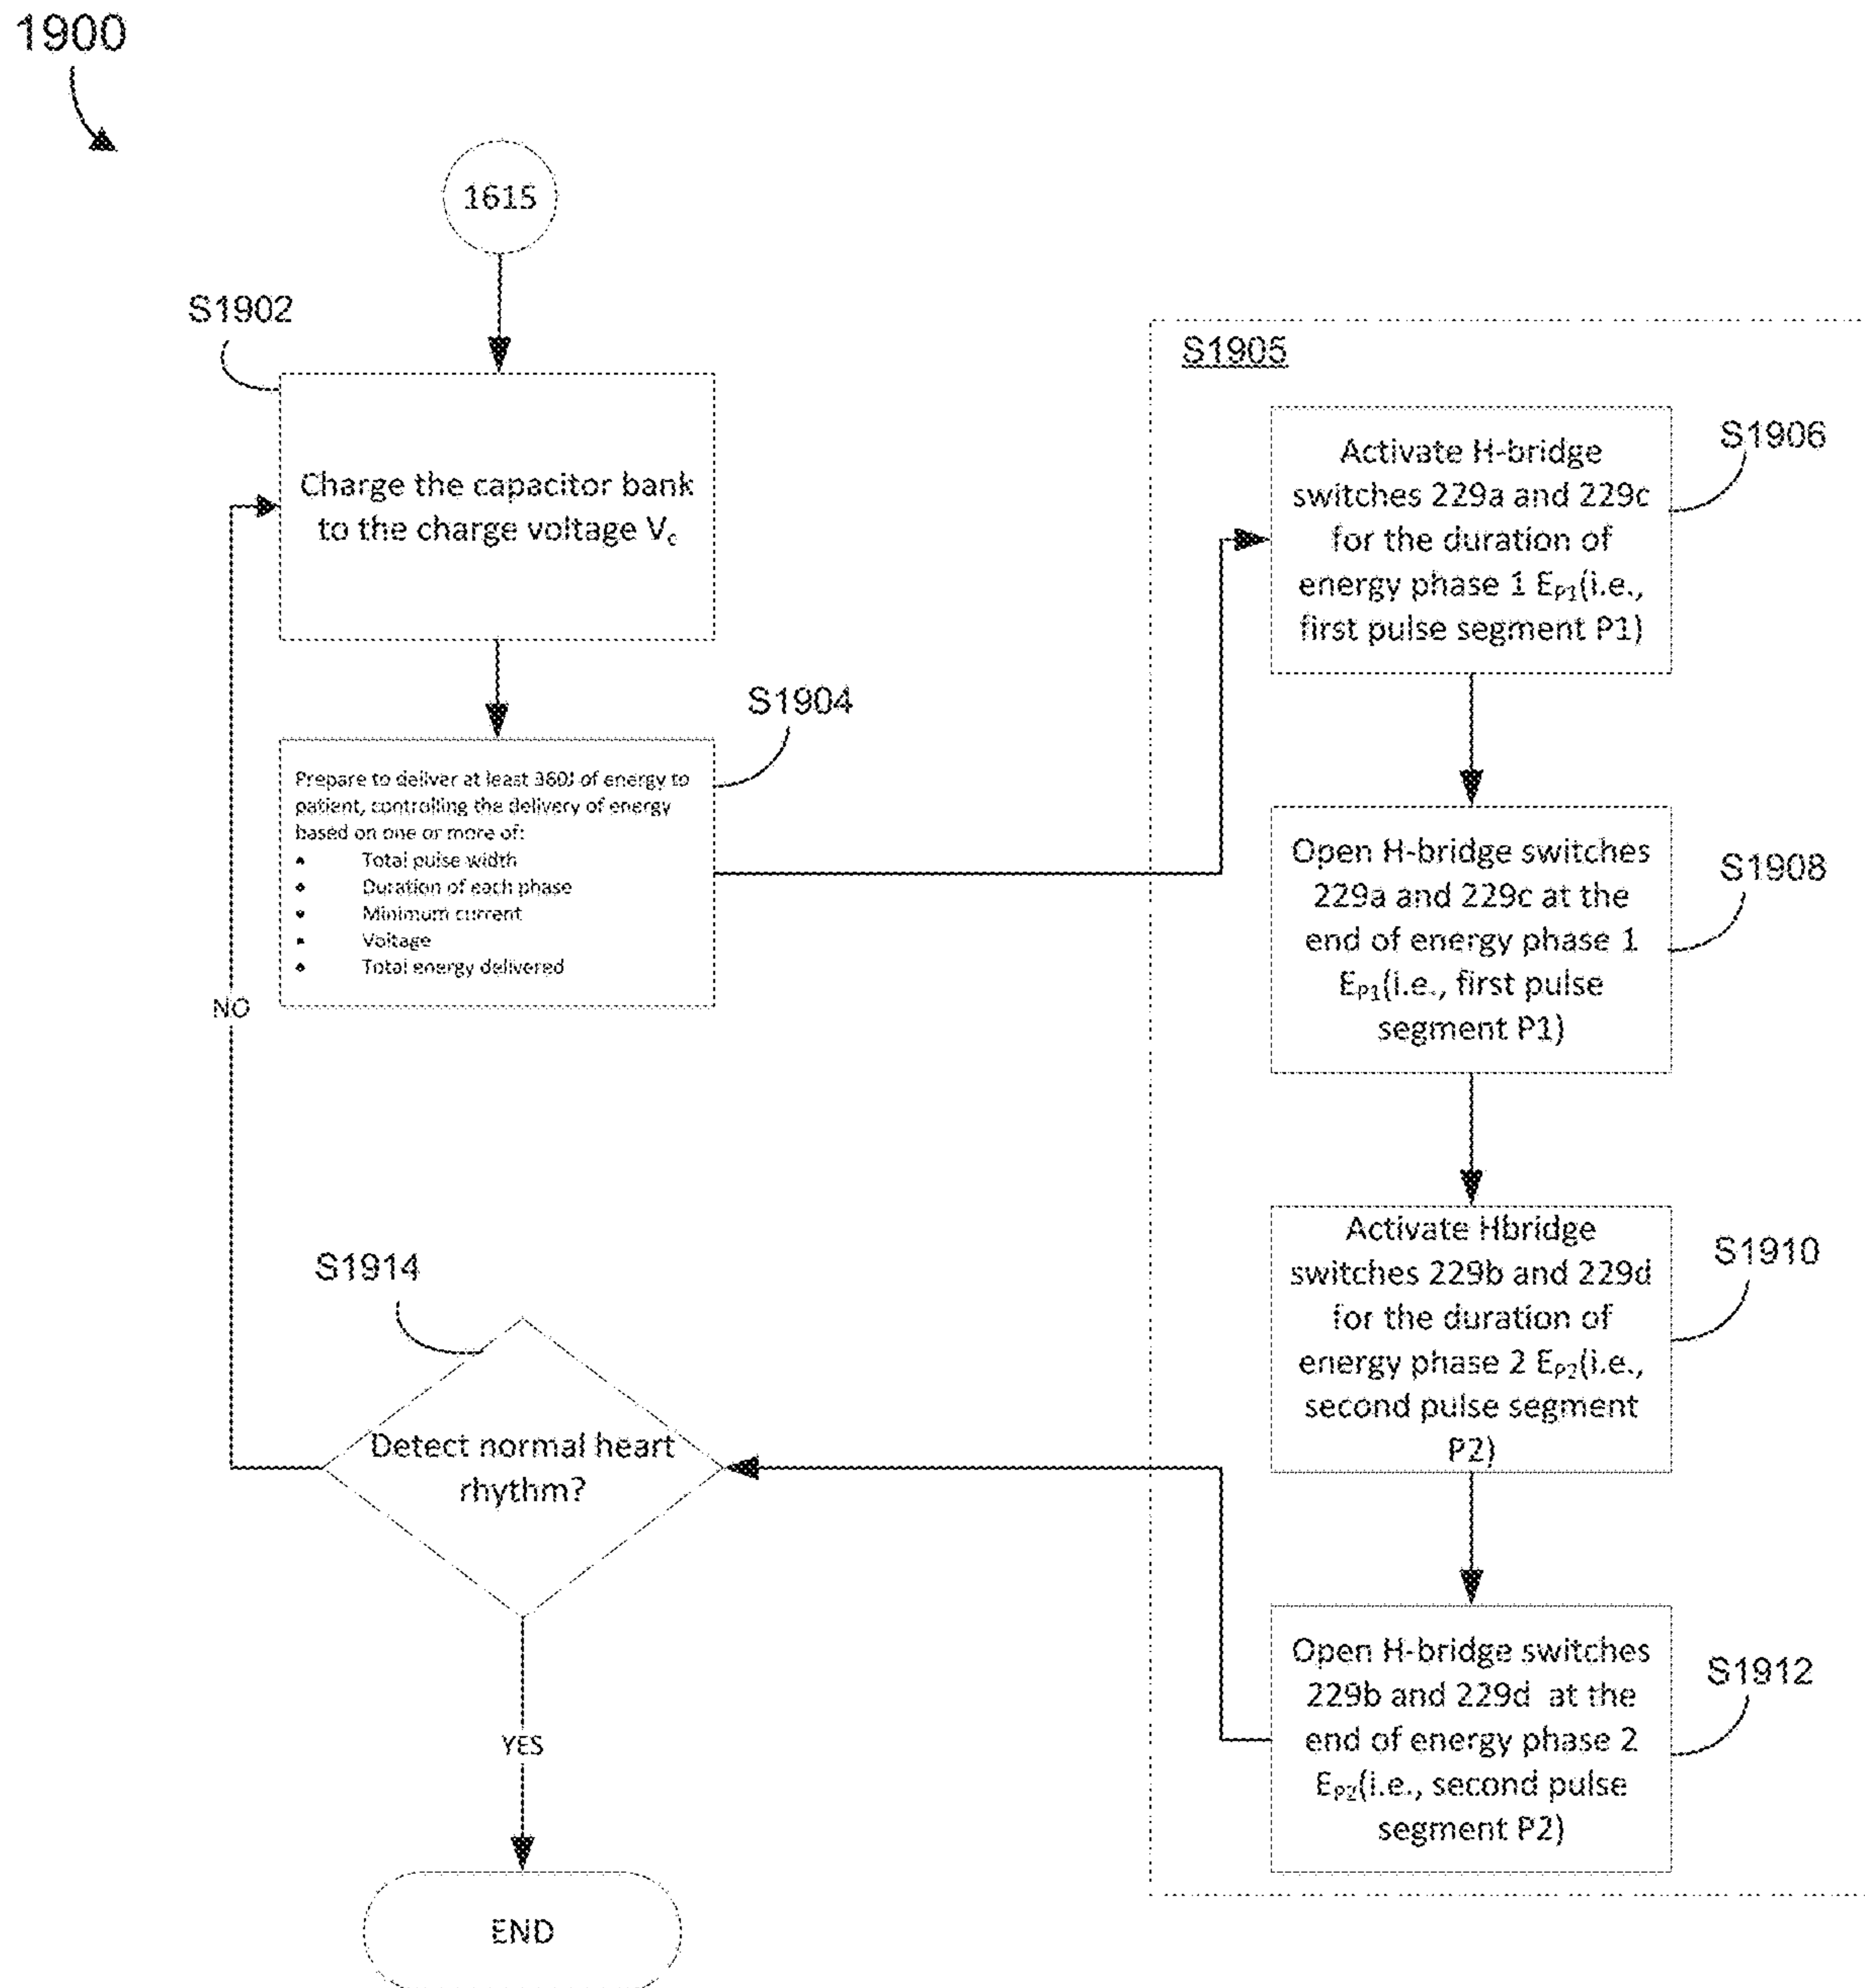 1900
1615
S1902
Charge the capacitor bank
to the charge voltage Vc
S1904
Prepare to deliver at least 360J of energy to
patient, controlling the delivery of energy
based on one or more of:
Total pulse width
Duration of each phase
Minimum current
Voltage
Total energy delivered
NO
S1905
S1906
Activate H-bridge
switches 229a and 229c
for the duration of
energy phase 1 EP1(i.e.,
first pulse segment P1)
S1908
Open H-bridge switches
229a and 229c at the
end of energy phase 1
EP1(i.e., first pulse
segment P1)
S1910
Activate Hbridge
switches 229b and 229d
for the duration of
energy phase 2 EP2(i.e.,
second pulse segment
P2)
S1912
Open H-bridge switches
229b and 229d at the
end of energy phase 2
EP2(i.e., second pulse
segment P2)
S1914
Detect normal heart
rhythm?
YES
END